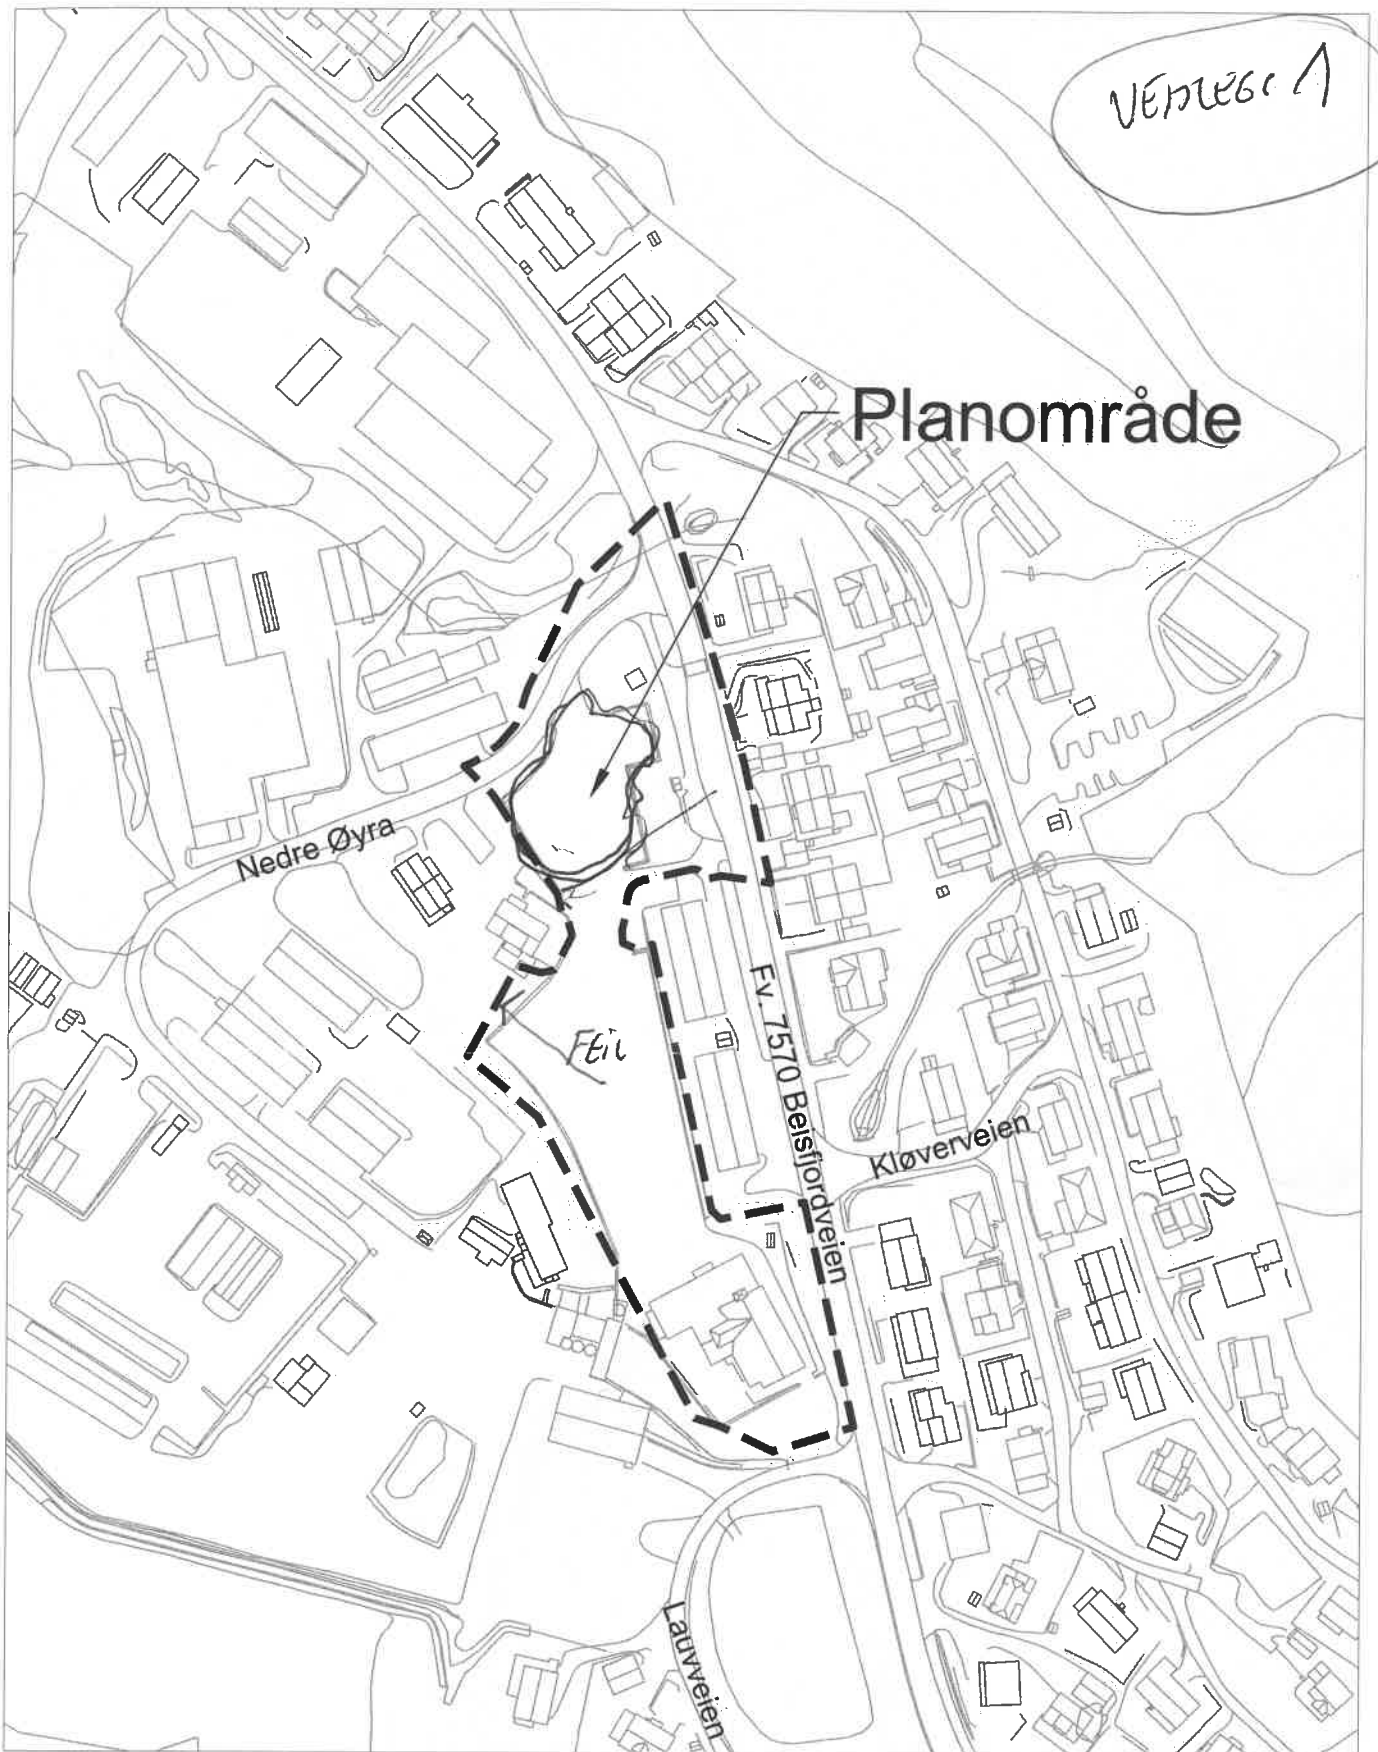 VEDLEGG 1
Planområde
Nedre Øyra
Fv. 7570 Beisfjordveien
FEIL
Kløverveien
Lauvveien